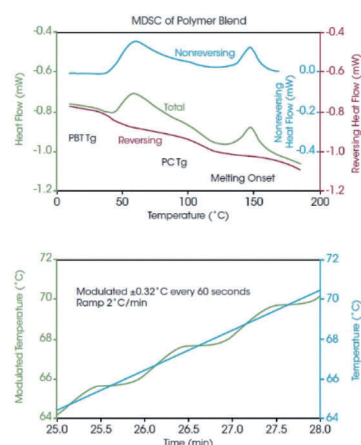 MDSC of Polymer Blend
-0.4
-0.6
-0.8
-1.0
-1.2
Heat Flow (mW)
Nonreversing
Total
Reversing
PBT Tg
PC Tg
Melting Onset
0.0
-0.2
-0.4
Nonreversing
Heat Flow (mW)
-0.4
-0.6
-0.8
-1.0
-1.2
Reversing Heat Flow (mW)
0
50
100
150
200
Temperature (˚C)
72
70
68
66
64
Modulated Temperature (˚C)
Modulated ±0.32˚C every 60 seconds
Ramp 2˚C/min
72
70
68
66
64
Temperature (˚C)
25.0
25.5
26.0
26.5
27.0
27.5
28.0
Time (min)